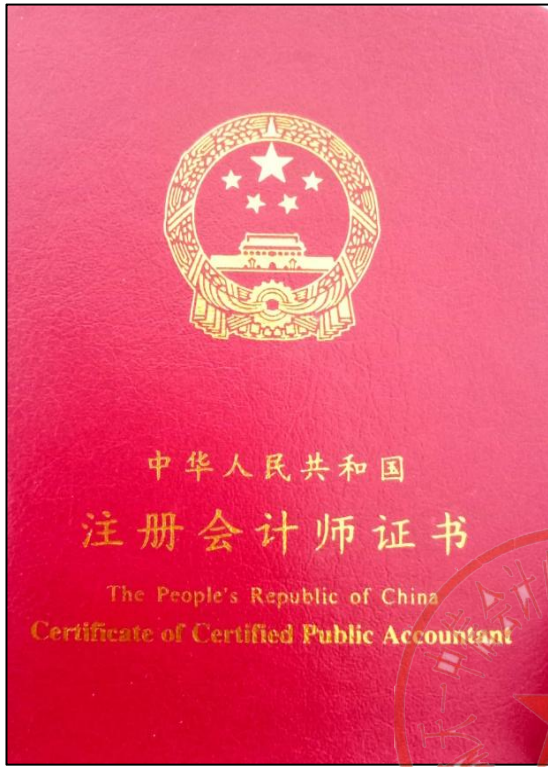 中华人民共和国
注册会计师证书
The People's Republic of China
Certificate of Certified Public Accountant